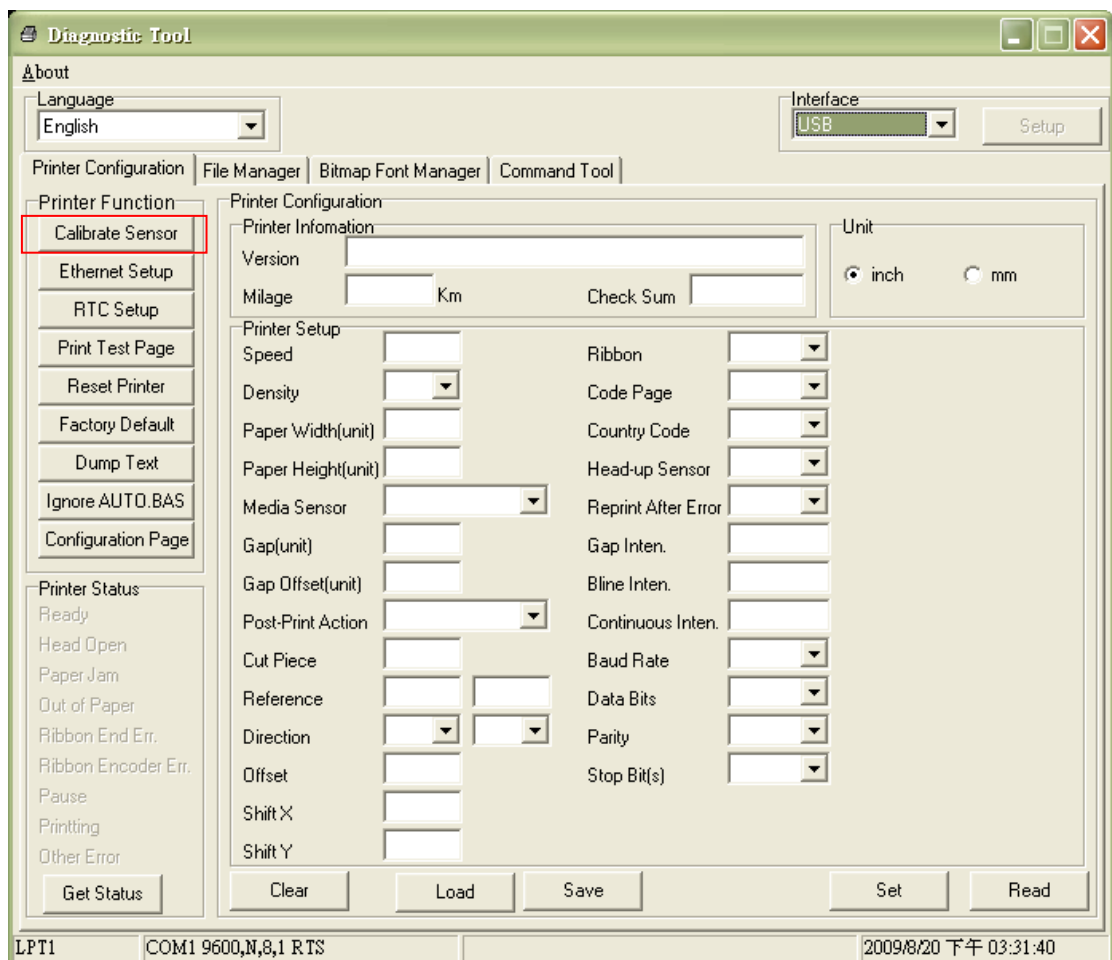 Diagnostic Tool
About
Language
English
Interface
USB
Setup
Printer Configuration
File Manager
Bitmap Font Manager
Command Tool
Printer Function
Calibrate Sensor
Ethernet Setup
RTC Setup
Print Test Page
Reset Printer
Factory Default
Dump Text
Ignore AUTO.BAS
Configuration Page
Printer Status
Ready
Head Open
Paper Jam
Out of Paper
Ribbon End Err.
Ribbon Encoder Err.
Pause
Printting
Other Error
Get Status
Printer Configuration
Printer Infomation
Version
Milage
Km
Check Sum
Unit
inch
mm
Printer Setup
Speed
Density
Paper Width(unit)
Paper Height(unit)
Media Sensor
Gap(unit)
Gap Offset(unit)
Post-Print Action
Cut Piece
Reference
Direction
Offset
Shift X
Shift Y
Ribbon
Code Page
Country Code
Head-up Sensor
Reprint After Error
Gap Inten.
Bline Inten.
Continuous Inten.
Baud Rate
Data Bits
Parity
Stop Bit(s)
Clear
Load
Save
Set
Read
LPT1
COM1 9600,N,8,1 RTS
2009/8/20 下午 03:31:40